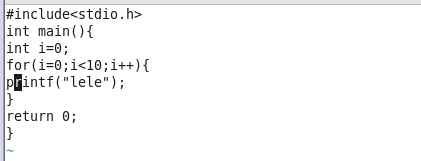 #include<stdio.h>
int main(){
int i=0;
for(i=0;i<10;i++){
printf("lele");
}
return 0;
}
~